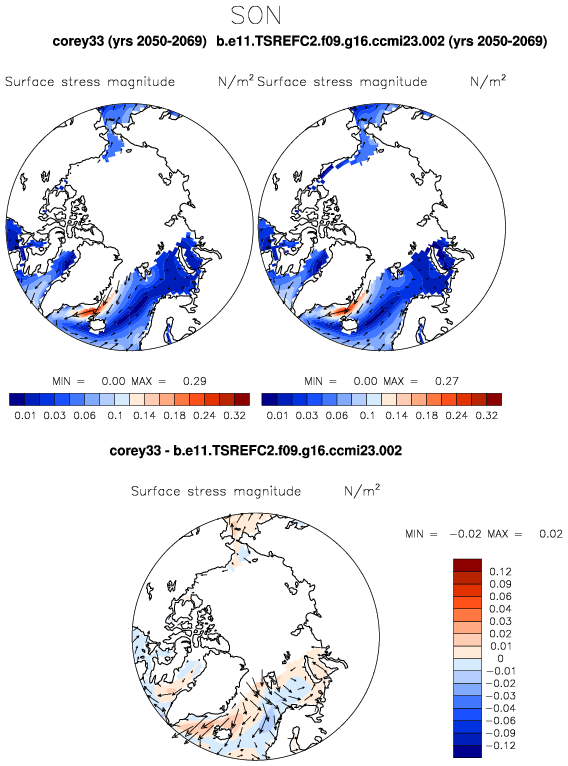 SON
corey33 (yrs 2050-2069) b.e11.TSREFC2.f09.g16.ccmi23.002 (yrs 2050-2069)
Surface stress magnitude N/m² Surface stress magnitude N/m²
MIN = 0.00 MAX = 0.29 MIN = 0.00 MAX = 0.27
0.01 0.03 0.06 0.1 0.14 0.18 0.24 0.32 0.01 0.03 0.06 0.1 0.14 0.18 0.24 0.32
corey33 - b.e11.TSREFC2.f09.g16.ccmi23.002
Surface stress magnitude N/m²
MIN = -0.02 MAX = 0.02
0.12
0.09
0.06
0.04
0.03
0.02
0.01
0
-0.01
-0.02
-0.03
-0.04
-0.06
-0.09
-0.12